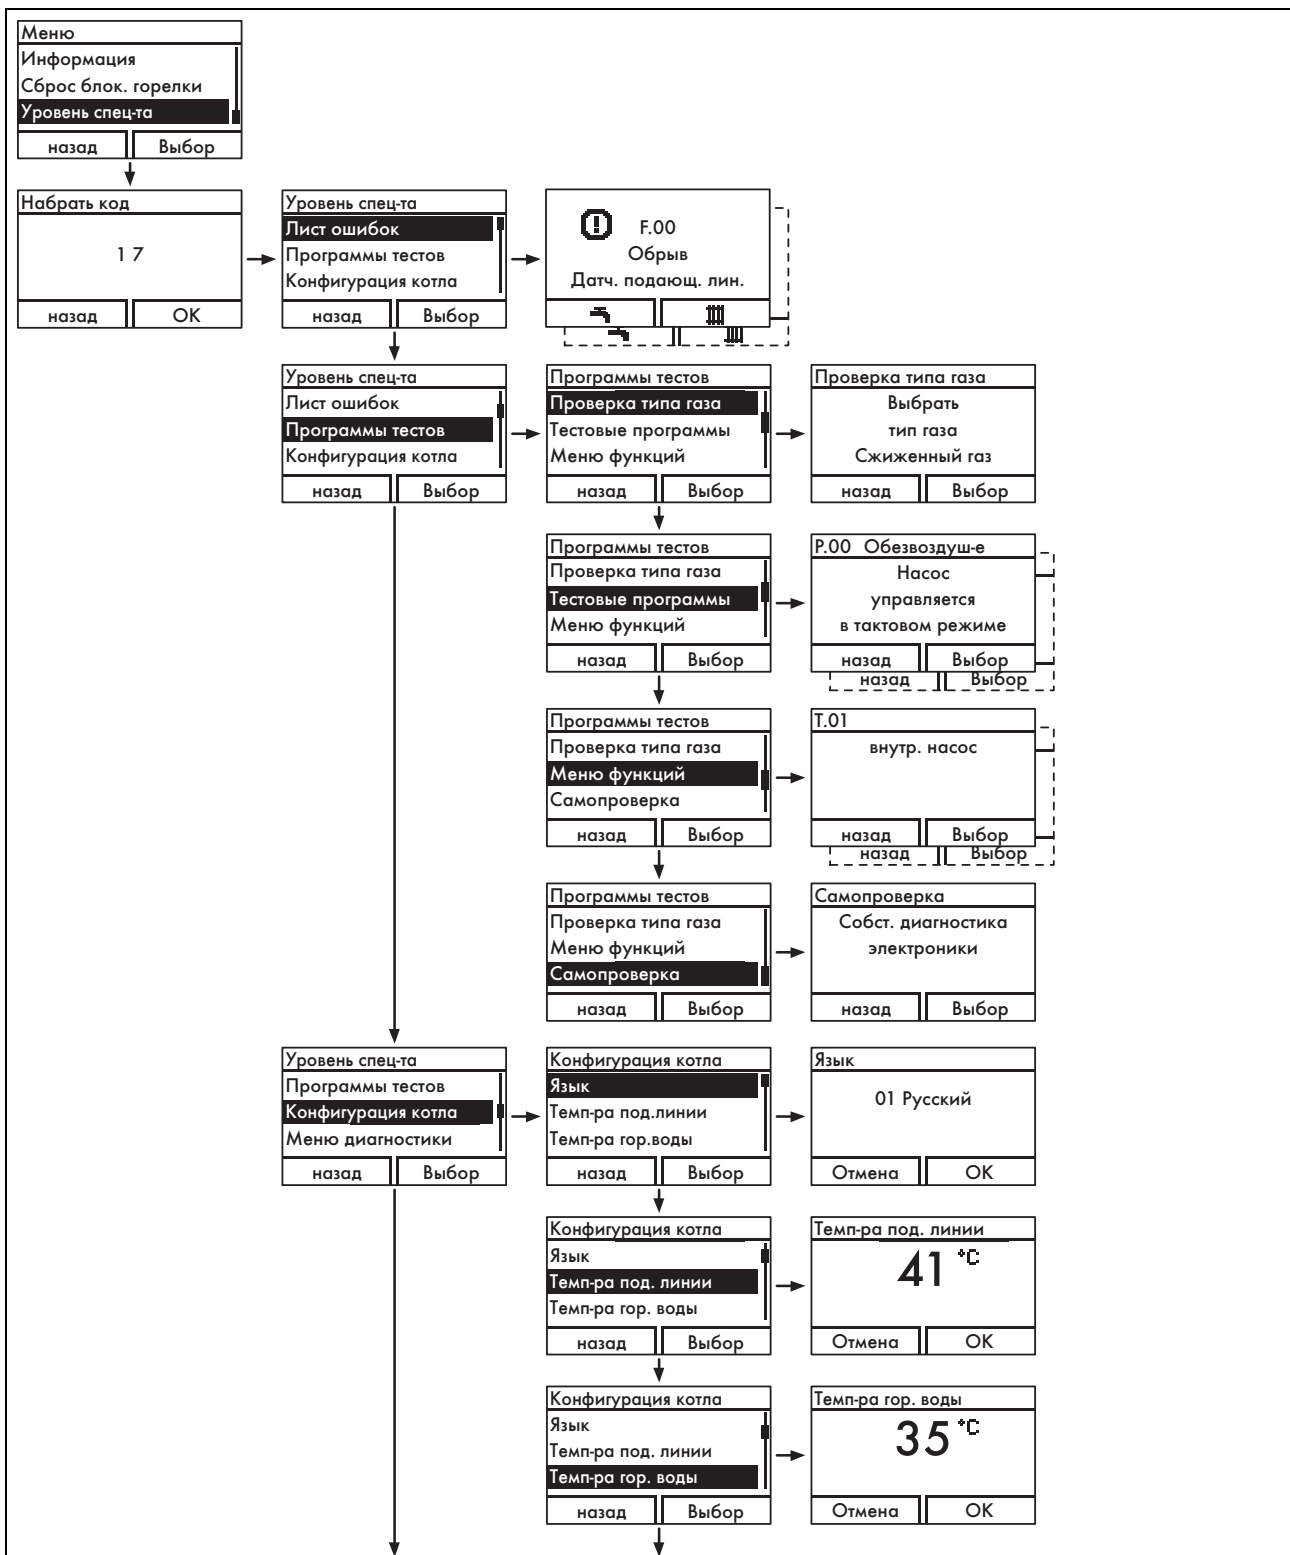 Меню
Информация
Сброс блок. горелки
Уровень спец-та
назад Выбор
Набрать код
1 7
назад OK
Уровень спец-та
Лист ошибок
Программы тестов
Конфигурация котла
назад Выбор
F.00
Обрыв
Датч. подающ. лин.
Уровень спец-та
Лист ошибок
Программы тестов
Конфигурация котла
назад Выбор
Программы тестов
Проверка типа газа
Тестовые программы
Меню функций
назад Выбор
Проверка типа газа
Выбрать
тип газа
Сжиженный газ
назад Выбор
Программы тестов
Проверка типа газа
Тестовые программы
Меню функций
назад Выбор
P.00 Обезвоздуш-е
Насос
управляется
в тактовом режиме
назад Выбор
назад Выбор
Программы тестов
Проверка типа газа
Меню функций
Самопроверка
назад Выбор
T.01
внутр. насос
назад Выбор
назад Выбор
Программы тестов
Проверка типа газа
Меню функций
Самопроверка
назад Выбор
Самопроверка
Собст. диагностика
электроники
назад Выбор
Уровень спец-та
Программы тестов
Конфигурация котла
Меню диагностики
назад Выбор
Конфигурация котла
Язык
Темп-ра под.линии
Темп-ра гор.воды
назад Выбор
Язык
01 Русский
Отмена OK
Конфигурация котла
Язык
Темп-ра под. линии
Темп-ра гор. воды
назад Выбор
Темп-ра под. линии
41 °C
Отмена OK
Конфигурация котла
Язык
Темп-ра под. линии
Темп-ра гор. воды
назад Выбор
Темп-ра гор. воды
35 °C
Отмена OK